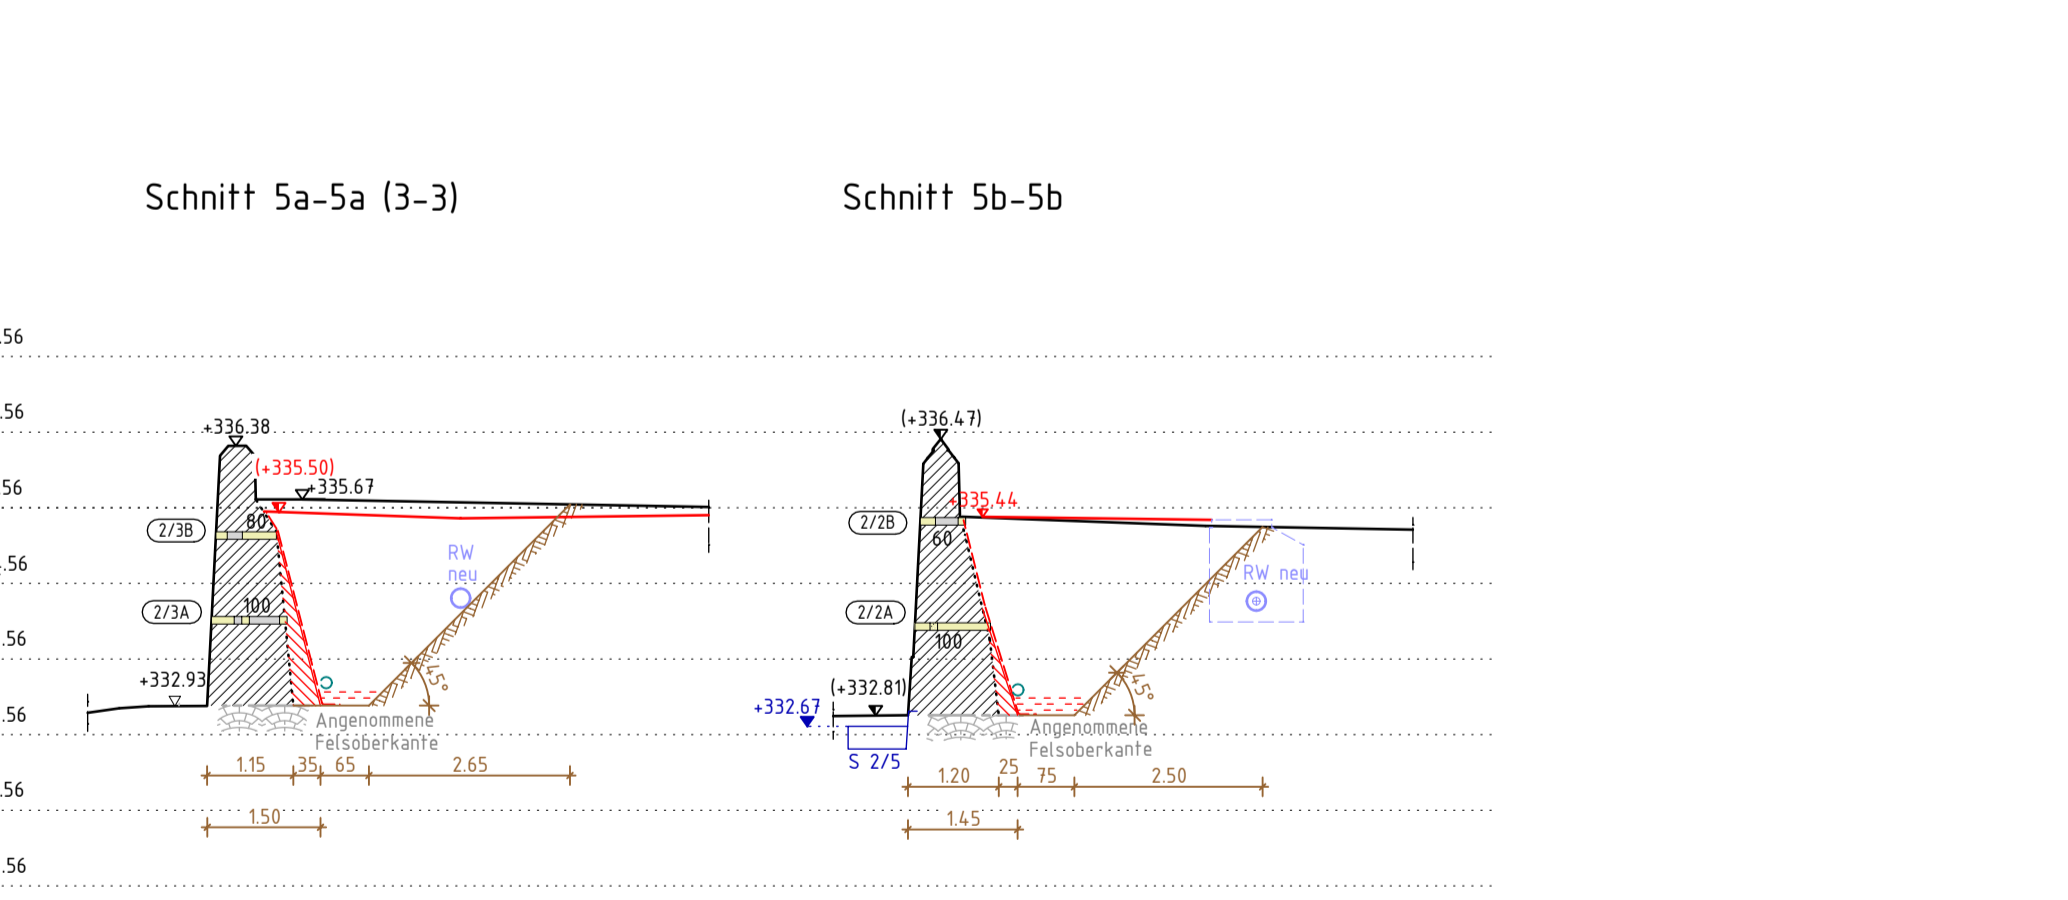 Schnitt 5a-5a (3-3)
Schnitt 5b-5b
.56
.56
+336.38
(+336.47)
(+335.50)
+335.67
.56
+335,44
80
2/3B
2/2B
60
RW
neu
.56
RW neu
2/3A
100
2/2A
100
.56
+332.93
45°
(+332.81)
45°
+332.67
.56
Angenommene
Felsoberkante
Angenommene
Felsoberkante
S 2/5
1.15
35
65
2.65
1.20
25
75
2.50
.56
1.50
1.45
.56